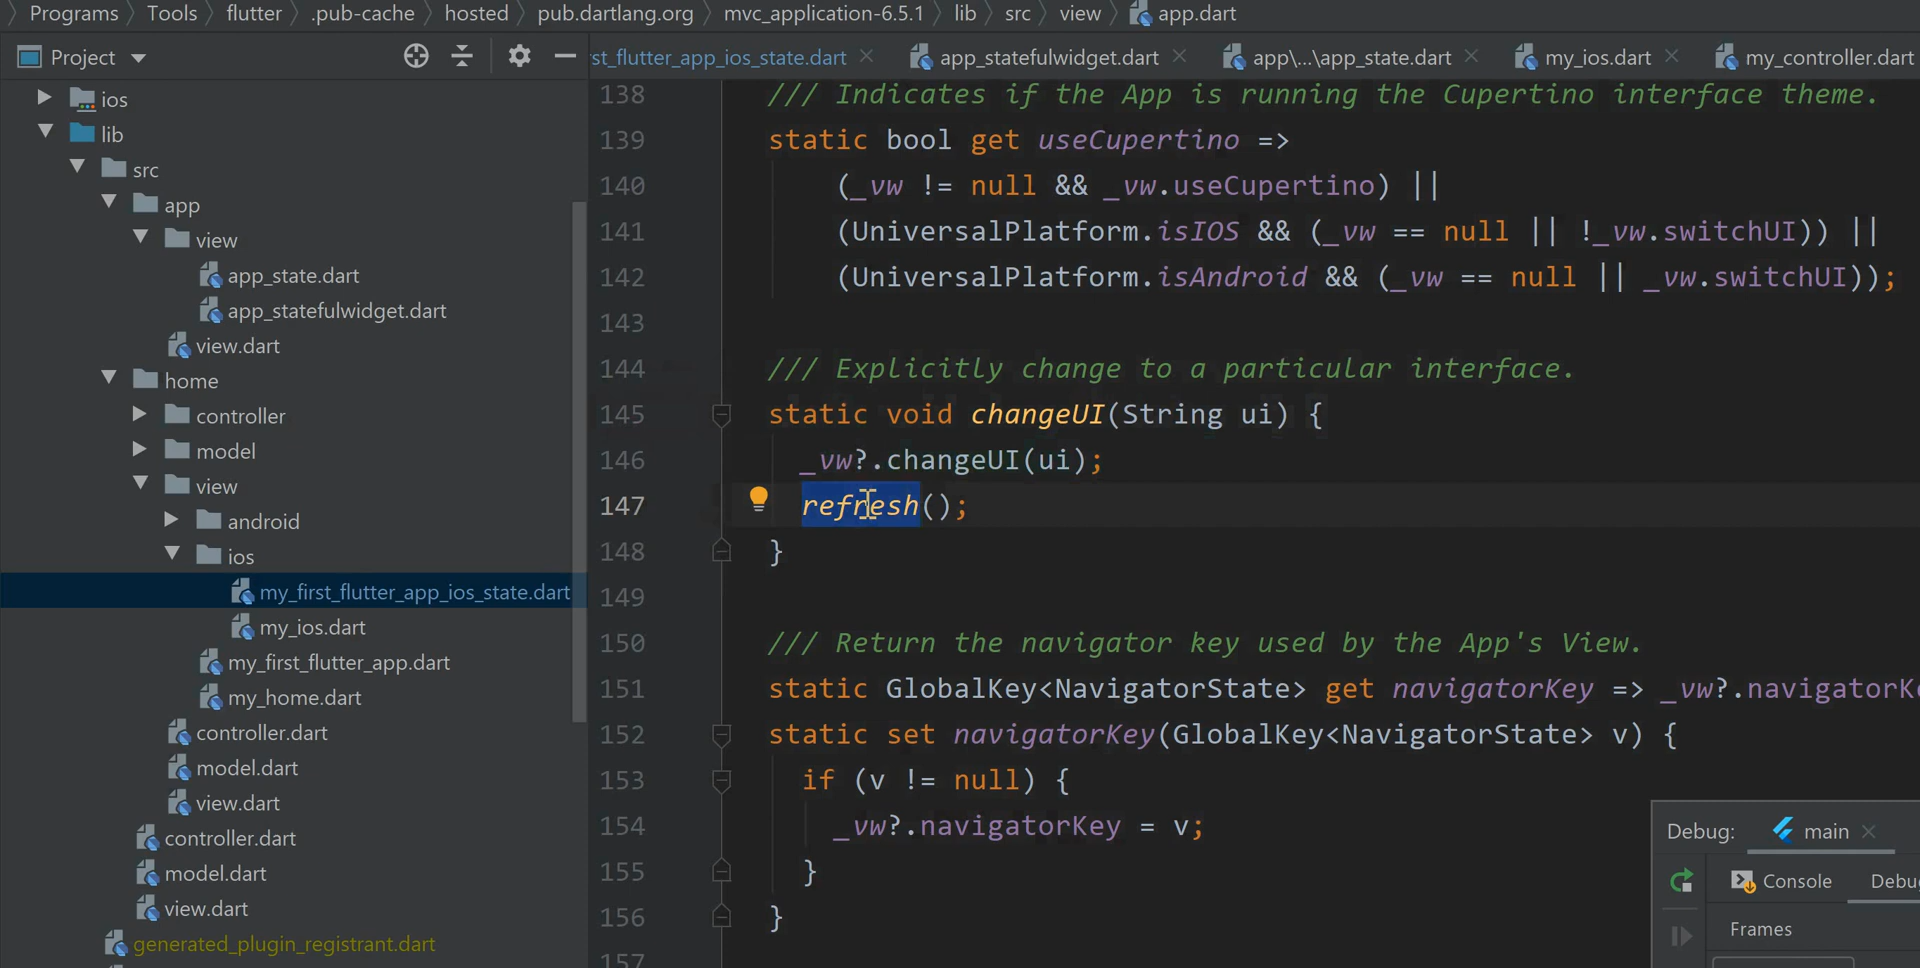 Programs Tools flutter .pub-cache hosted pub.dartlang.org mvc_application-6.5.1 lib src view app.dart
Project
st_flutter_app_ios_state.dart app_statefulwidget.dart app\...\app_state.dart my_ios.dart my_controller.dart
ios
lib
src
app
view
app_state.dart
app_statefulwidget.dart
view.dart
home
controller
model
view
android
ios
my_first_flutter_app_ios_state.dart
my_ios.dart
my_first_flutter_app.dart
my_home.dart
controller.dart
model.dart
view.dart
controller.dart
model.dart
view.dart
generated_plugin_registrant.dart
138 /// Indicates if the App is running the Cupertino interface theme.
139 static bool get useCupertino =>
140 (_vw != null && _vw.useCupertino) ||
141 (UniversalPlatform.isIOS && (_vw == null || !_vw.switchUI)) ||
142 (UniversalPlatform.isAndroid && (_vw == null || _vw.switchUI));
143
144 /// Explicitly change to a particular interface.
145 static void changeUI(String ui) {
146 _vw?.changeUI(ui);
147 refresh();
148 }
149
150 /// Return the navigator key used by the App's View.
151 static GlobalKey<NavigatorState> get navigatorKey => _vw?.navigatorK
152 static set navigatorKey(GlobalKey<NavigatorState> v) {
153 if (v != null) {
154 _vw?.navigatorKey = v;
155 }
156 }
157
Debug: main
Console Debu
Frames